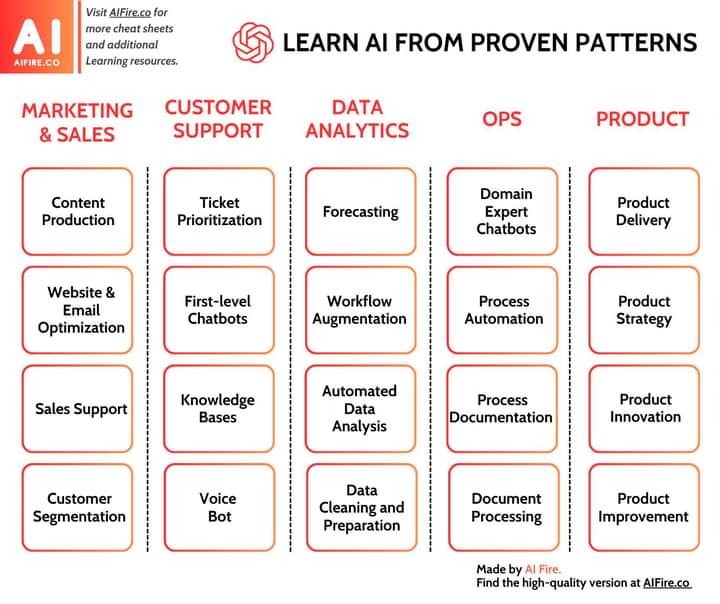 AI
AIFIRE.CO
Visit AIFire.co for
more cheat sheets
and additional
Learning resources.
LEARN AI FROM PROVEN PATTERNS
MARKETING
& SALES
Content
Production
Website &
Email
Optimization
Sales Support
Customer
Segmentation
CUSTOMER
SUPPORT
Ticket
Prioritization
First-level
Chatbots
Knowledge
Bases
Voice
Bot
DATA
ANALYTICS
Forecasting
Workflow
Augmentation
Automated
Data
Analysis
Data
Cleaning and
Preparation
OPS
Domain
Expert
Chatbots
Process
Automation
Process
Documentation
Document
Processing
PRODUCT
Product
Delivery
Product
Strategy
Product
Innovation
Product
Improvement
Made by AI Fire.
Find the high-quality version at AIFire.co